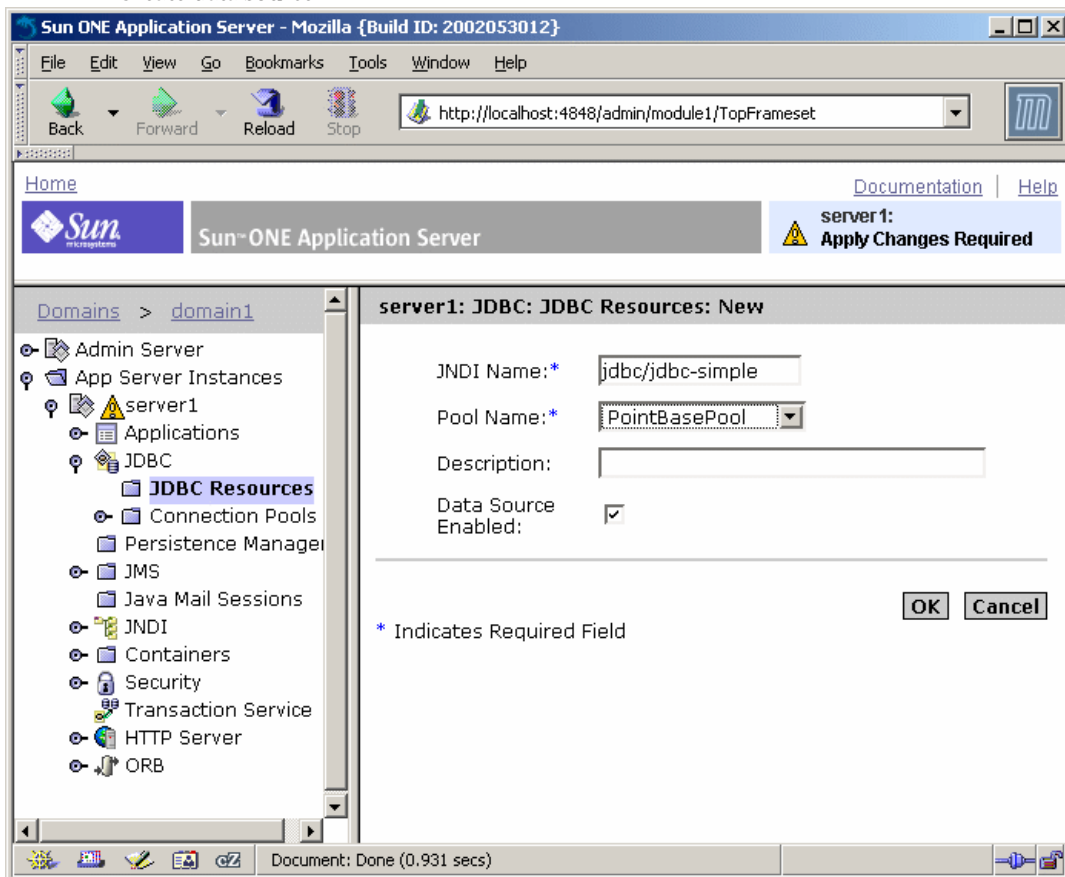 Sun ONE Application Server - Mozilla {Build ID: 2002053012}
File Edit View Go Bookmarks Tools Window Help
Back Forward Reload Stop http://localhost:4848/admin/module1/TopFrameset
Home Documentation Help
Sun microsystems Sun™ ONE Application Server
server1:
Apply Changes Required
Domains > domain1
Admin Server
App Server Instances
server1
Applications
JDBC
JDBC Resources
Connection Pools
Persistence Manager
JMS
Java Mail Sessions
JNDI
Containers
Security
Transaction Service
HTTP Server
ORB
server1: JDBC: JDBC Resources: New
JNDI Name:* jdbc/jdbc-simple
Pool Name:* PointBasePool
Description:
Data Source
Enabled:
OK Cancel
* Indicates Required Field
Document: Done (0.931 secs)